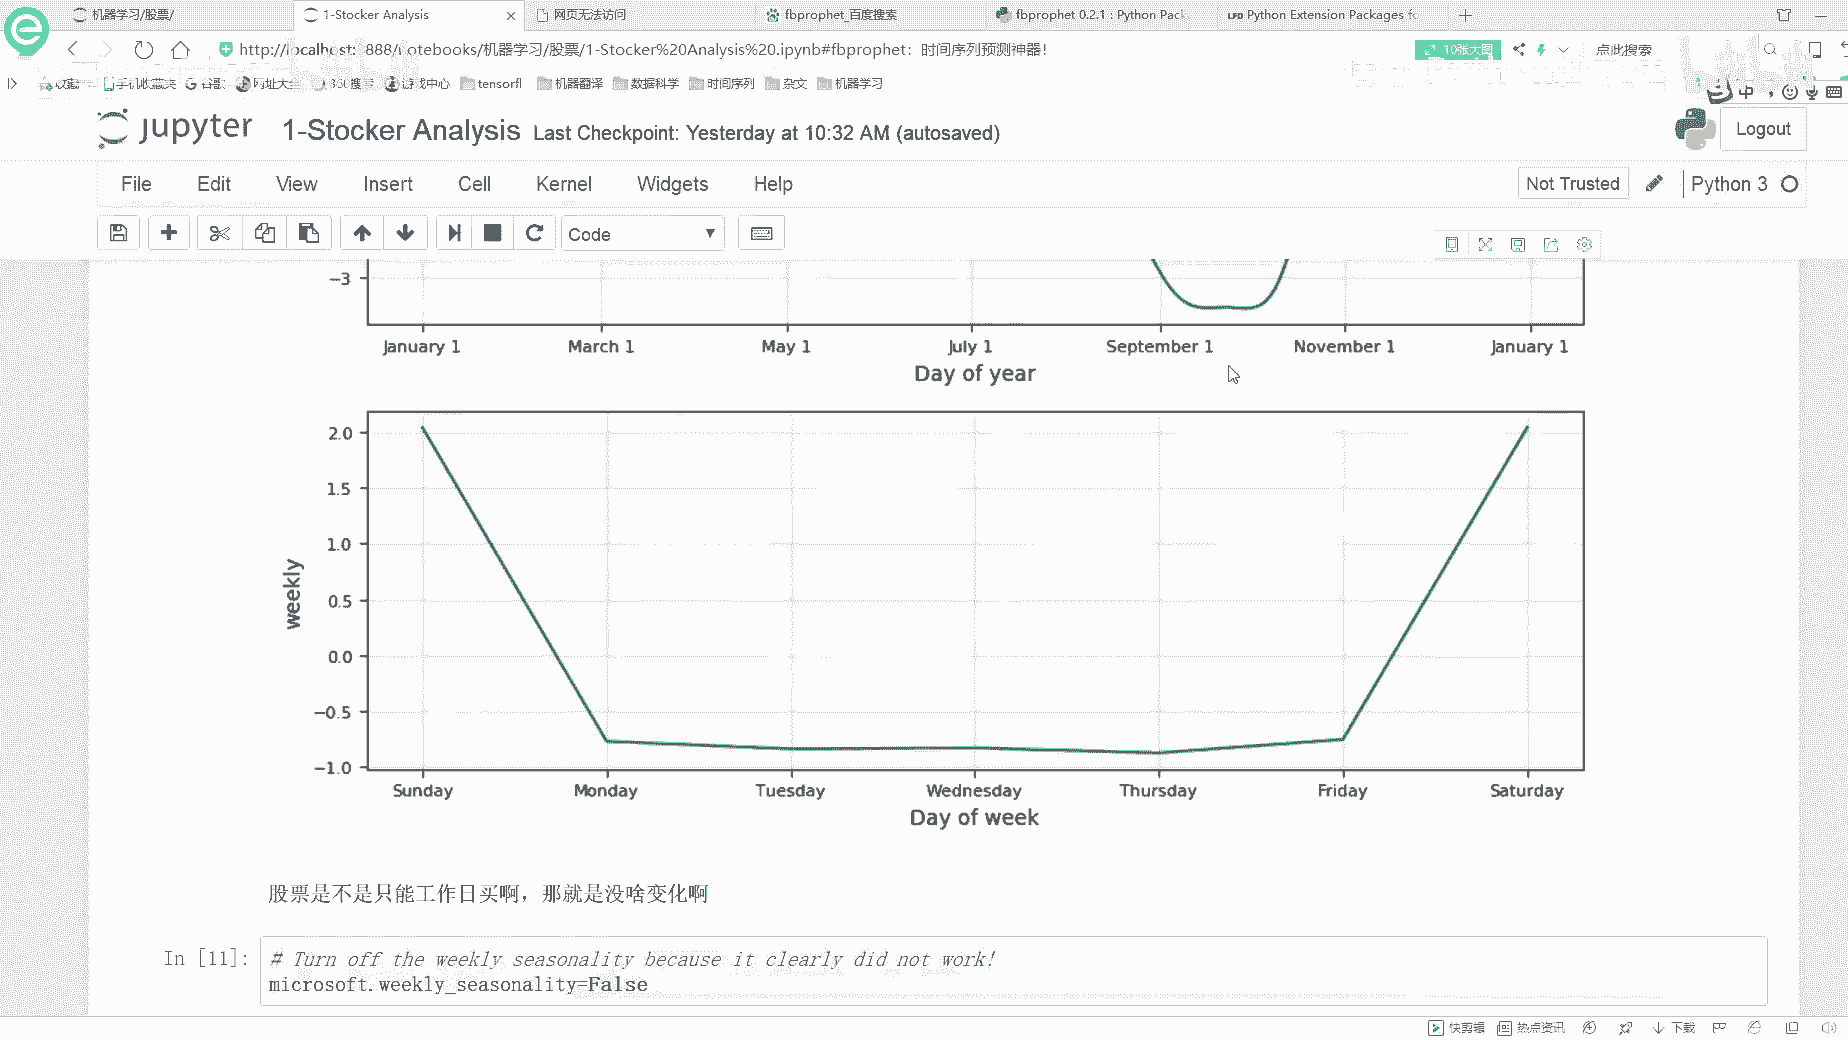 机器学习/股票/
1-Stocker Analysis
网页无法访问
fbprophet_百度搜索
fbprophet 0.2.1 : Python Pack
LFD Python Extension Packages fo
http://localhost:8888/notebooks/机器学习/股票/1-Stocker%20Analysis%20.ipynb#fbprophet: 时间序列预测神器!
10张大图
点此搜索
收藏 手机收藏夹 谷歌 网址大全 360搜索 游戏中心 tensorfl 机器翻译 数据科学 时间序列 杂文 机器学习
中
jupyter 1-Stocker Analysis Last Checkpoint: Yesterday at 10:32 AM (autosaved)
Logout
File Edit View Insert Cell Kernel Widgets Help
Not Trusted
Python 3
Code
−3
January 1 March 1 May 1 July 1 September 1 November 1 January 1
Day of year
2.0
1.5
1.0
0.5
0.0
−0.5
−1.0
weekly
Sunday Monday Tuesday Wednesday Thursday Friday Saturday
Day of week
股票是不是只能工作日买啊，那就是没啥变化啊
In [11]:
# Turn off the weekly seasonality because it clearly did not work!
microsoft.weekly_seasonality=False
快剪辑 热点资讯 下载